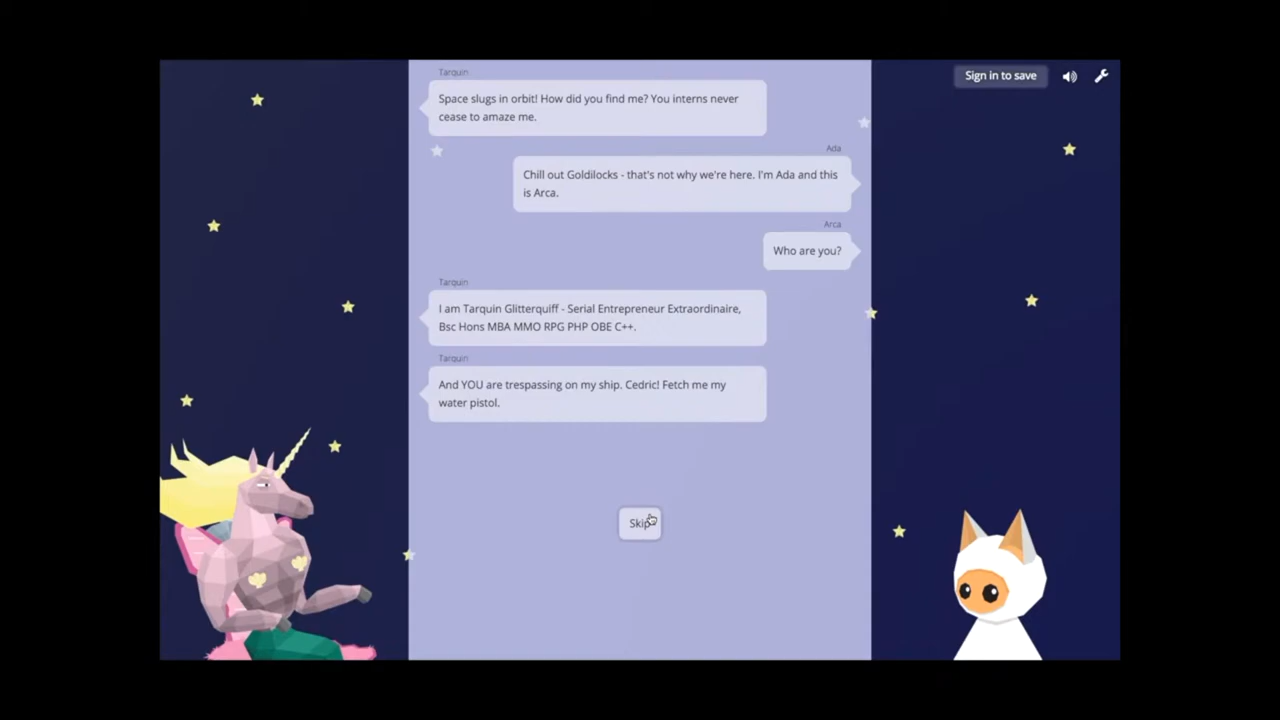 Tarquin
Sign in to save
Space slugs in orbit! How did you find me? You interns never
cease to amaze me.
Ada
Chill out Goldilocks - that's not why we're here. I'm Ada and this
is Arca.
Arca
Who are you?
Tarquin
I am Tarquin Glitterquiff - Serial Entrepreneur Extraordinaire,
Bsc Hons MBA MMO RPG PHP OBE C++.
Tarquin
And YOU are trespassing on my ship. Cedric! Fetch me my
water pistol.
Skip